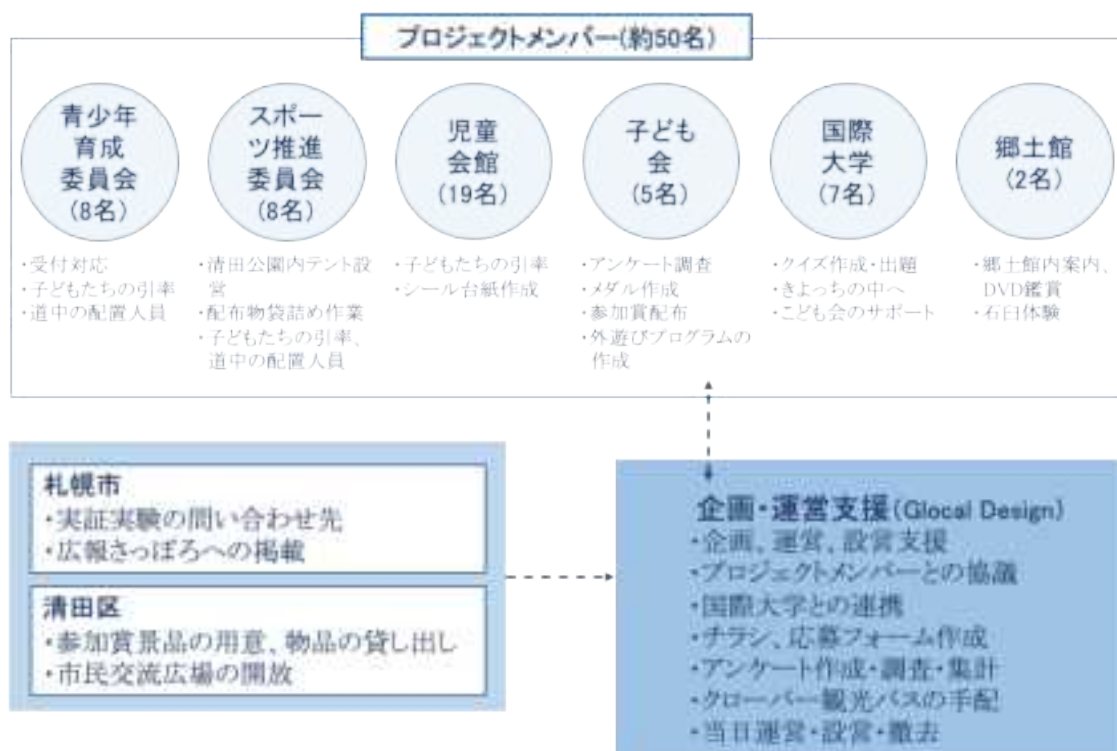 プロジェクトメンバー(約50名)
青少年
育成
委員会
(8名)
・受付対応
・子どもたちの引率
・道中の配置人員
スポー
ツ推進
委員会
(8名)
・清田公園内テント設
営
・配布物袋詰め作業
・子どもたちの引率、
道中の配置人員
児童
会館
(19名)
・子どもたちの引率
・シール台紙作成
子ども
会
(5名)
・アンケート調査
・メダル作成
・参加賞配布
・外遊びプログラムの
作成
国際
大学
(7名)
・クイズ作成・出題
・きよっちの中へ
・こども会のサポート
郷土館
(2名)
・郷土館内案内、
DVD鑑賞
・石臼体験
札幌市
・実証実験の問い合わせ先
・広報さっぽろへの掲載
清田区
・参加賞景品の用意、物品の貸し出し
・市民交流広場の開放
企画・運営支援(Glocal Design)
・企画、運営、設営支援
・プロジェクトメンバーとの協議
・国際大学との連携
・チラシ、応募フォーム作成
・アンケート作成・調査・集計
・クローバー観光バスの手配
・当日運営・設営・撤去